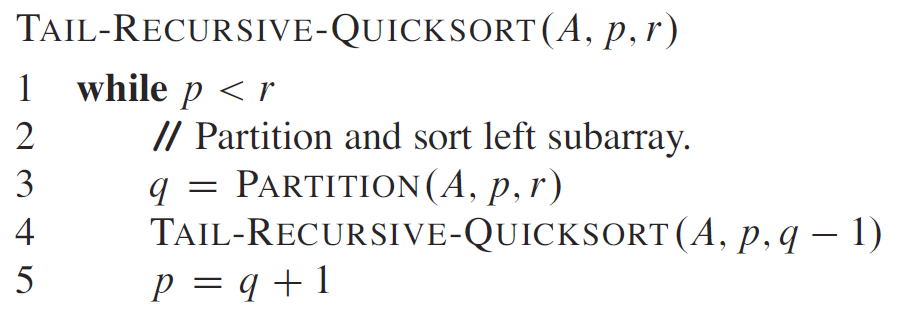 TAIL-RECURSIVE-QUICKSORT(A, p, r)
1 while p < r
2 // Partition and sort left subarray.
3 q = PARTITION(A, p, r)
4 TAIL-RECURSIVE-QUICKSORT(A, p, q − 1)
5 p = q + 1